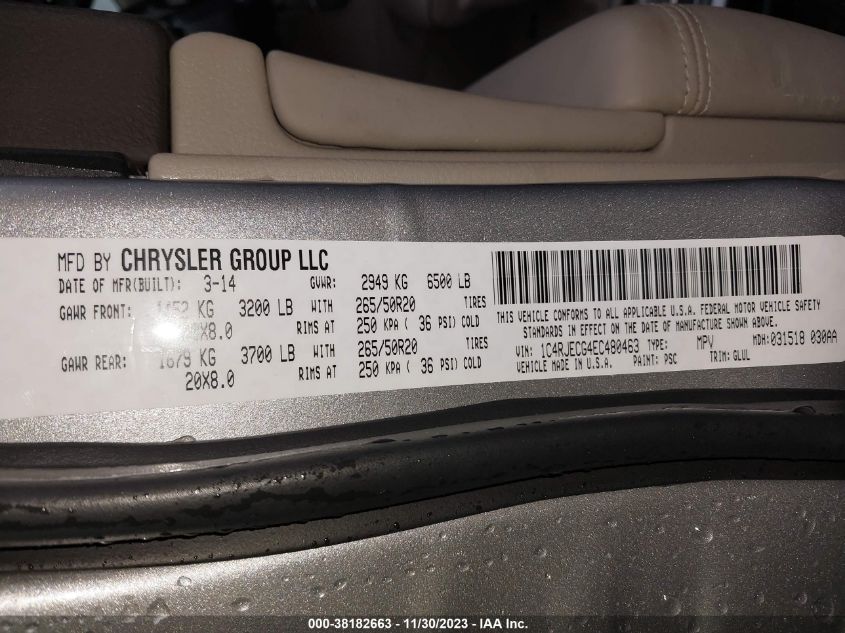 MFD BY CHRYSLER GROUP LLC
DATE OF MFR(BUILT): 3-14 GVWR: 2949 KG 6500 LB
GAWR FRONT: 1452 KG 3200 LB WITH 265/50R20 TIRES
X8.0 RIMS AT 250 KPA ( 36 PSI) COLD
GAWR REAR: 1679 KG 3700 LB WITH 265/50R20 TIRES
20X8.0 RIMS AT 250 KPA ( 36 PSI) COLD
THIS VEHICLE CONFORMS TO ALL APPLICABLE U.S.A. FEDERAL MOTOR VEHICLE SAFETY
STANDARDS IN EFFECT ON THE DATE OF MANUFACTURE SHOWN ABOVE.
VIN: 1C4RJECG4EC480463 TYPE: MPV MDH: 031518 030AA
VEHICLE MADE IN U.S.A. PAINT: PSC TRIM: GLUL
000-38182663 - 11/30/2023 - IAA Inc.